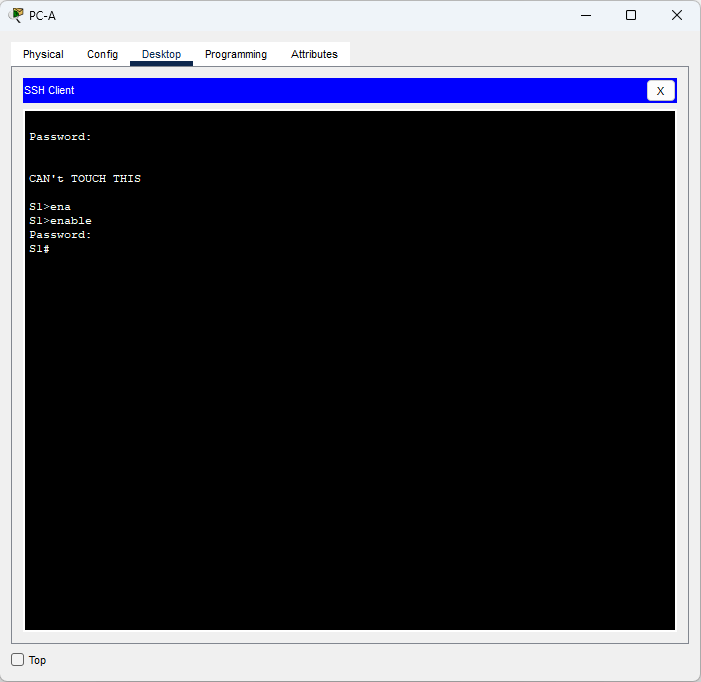 PC-A
Physical Config Desktop Programming Attributes
SSH Client
X
Password:
CAN't TOUCH THIS
S1>ena
S1>enable
Password:
S1#
Top